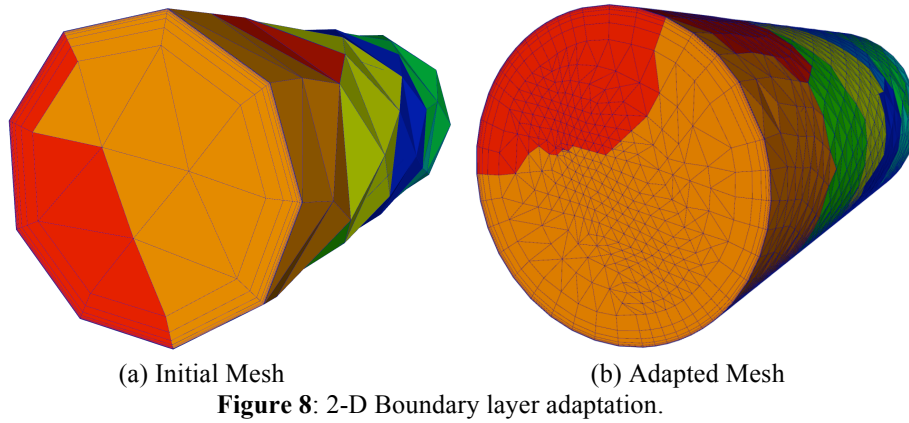 (a) Initial Mesh
(b) Adapted Mesh
Figure 8: 2-D Boundary layer adaptation.